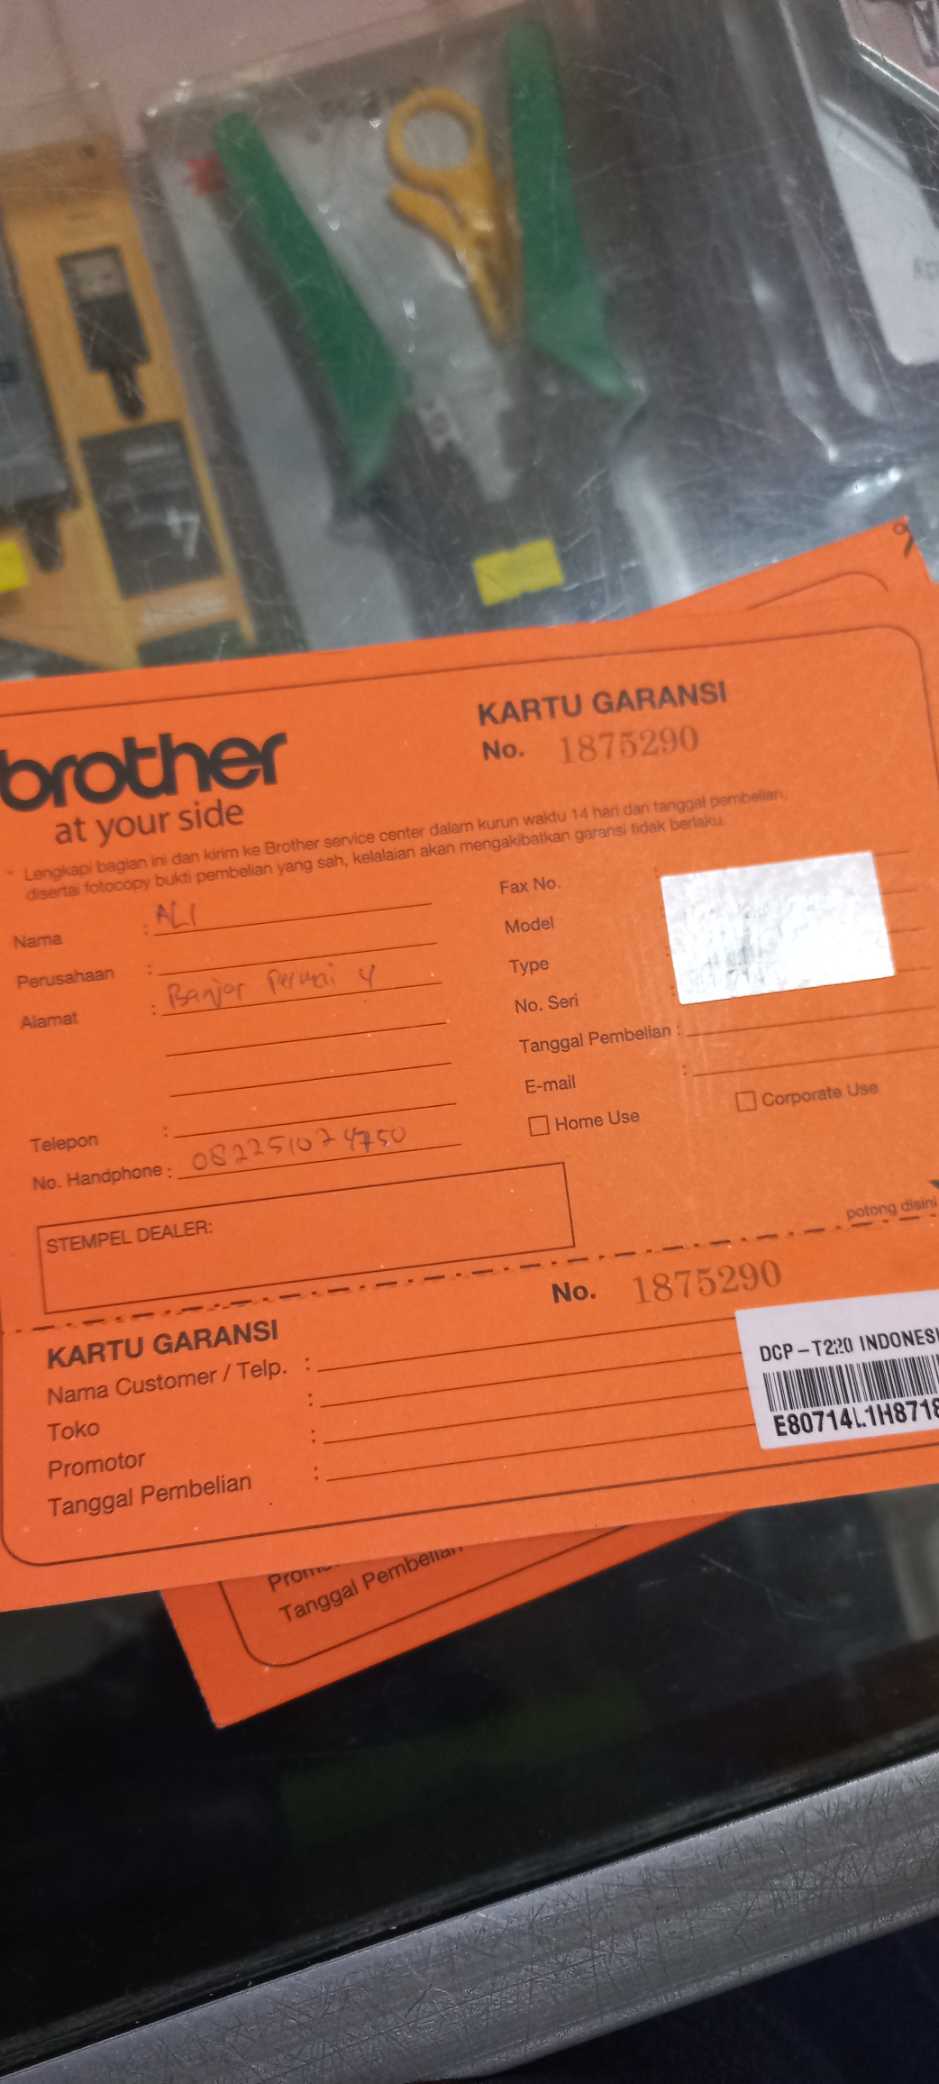 brother
at your side
KARTU GARANSI
No. 1875290
* Lengkapi bagian ini dan kirim ke Brother service center dalam kurun waktu 14 hari dari tanggal pembelian,
disertai fotocopy bukti pembelian yang sah, kelalaian akan mengakibatkan garansi tidak berlaku.
Nama : ALI
Perusahaan :
Alamat : Banjar Permai 4
Telepon :
No. Handphone : 082251074750
Fax No.
Model
Type
No. Seri :
Tanggal Pembelian :
E-mail :
Home Use
Corporate Use
STEMPEL DEALER:
potong disini
KARTU GARANSI
No. 1875290
Nama Customer / Telp. :
Toko :
Promotor :
Tanggal Pembelian :
DCP-T220 INDONESI
E80714L1H8718
Tanggal Pembelian